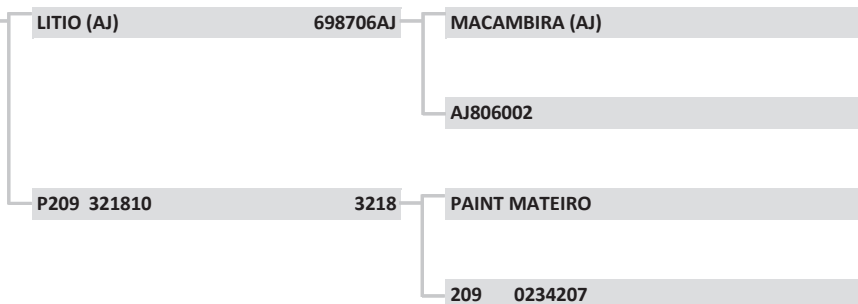 LITIO (AJ) 698706AJ MACAMBIRA (AJ)
AJ806002
P209 321810 3218 PAINT MATEIRO
209 0234207